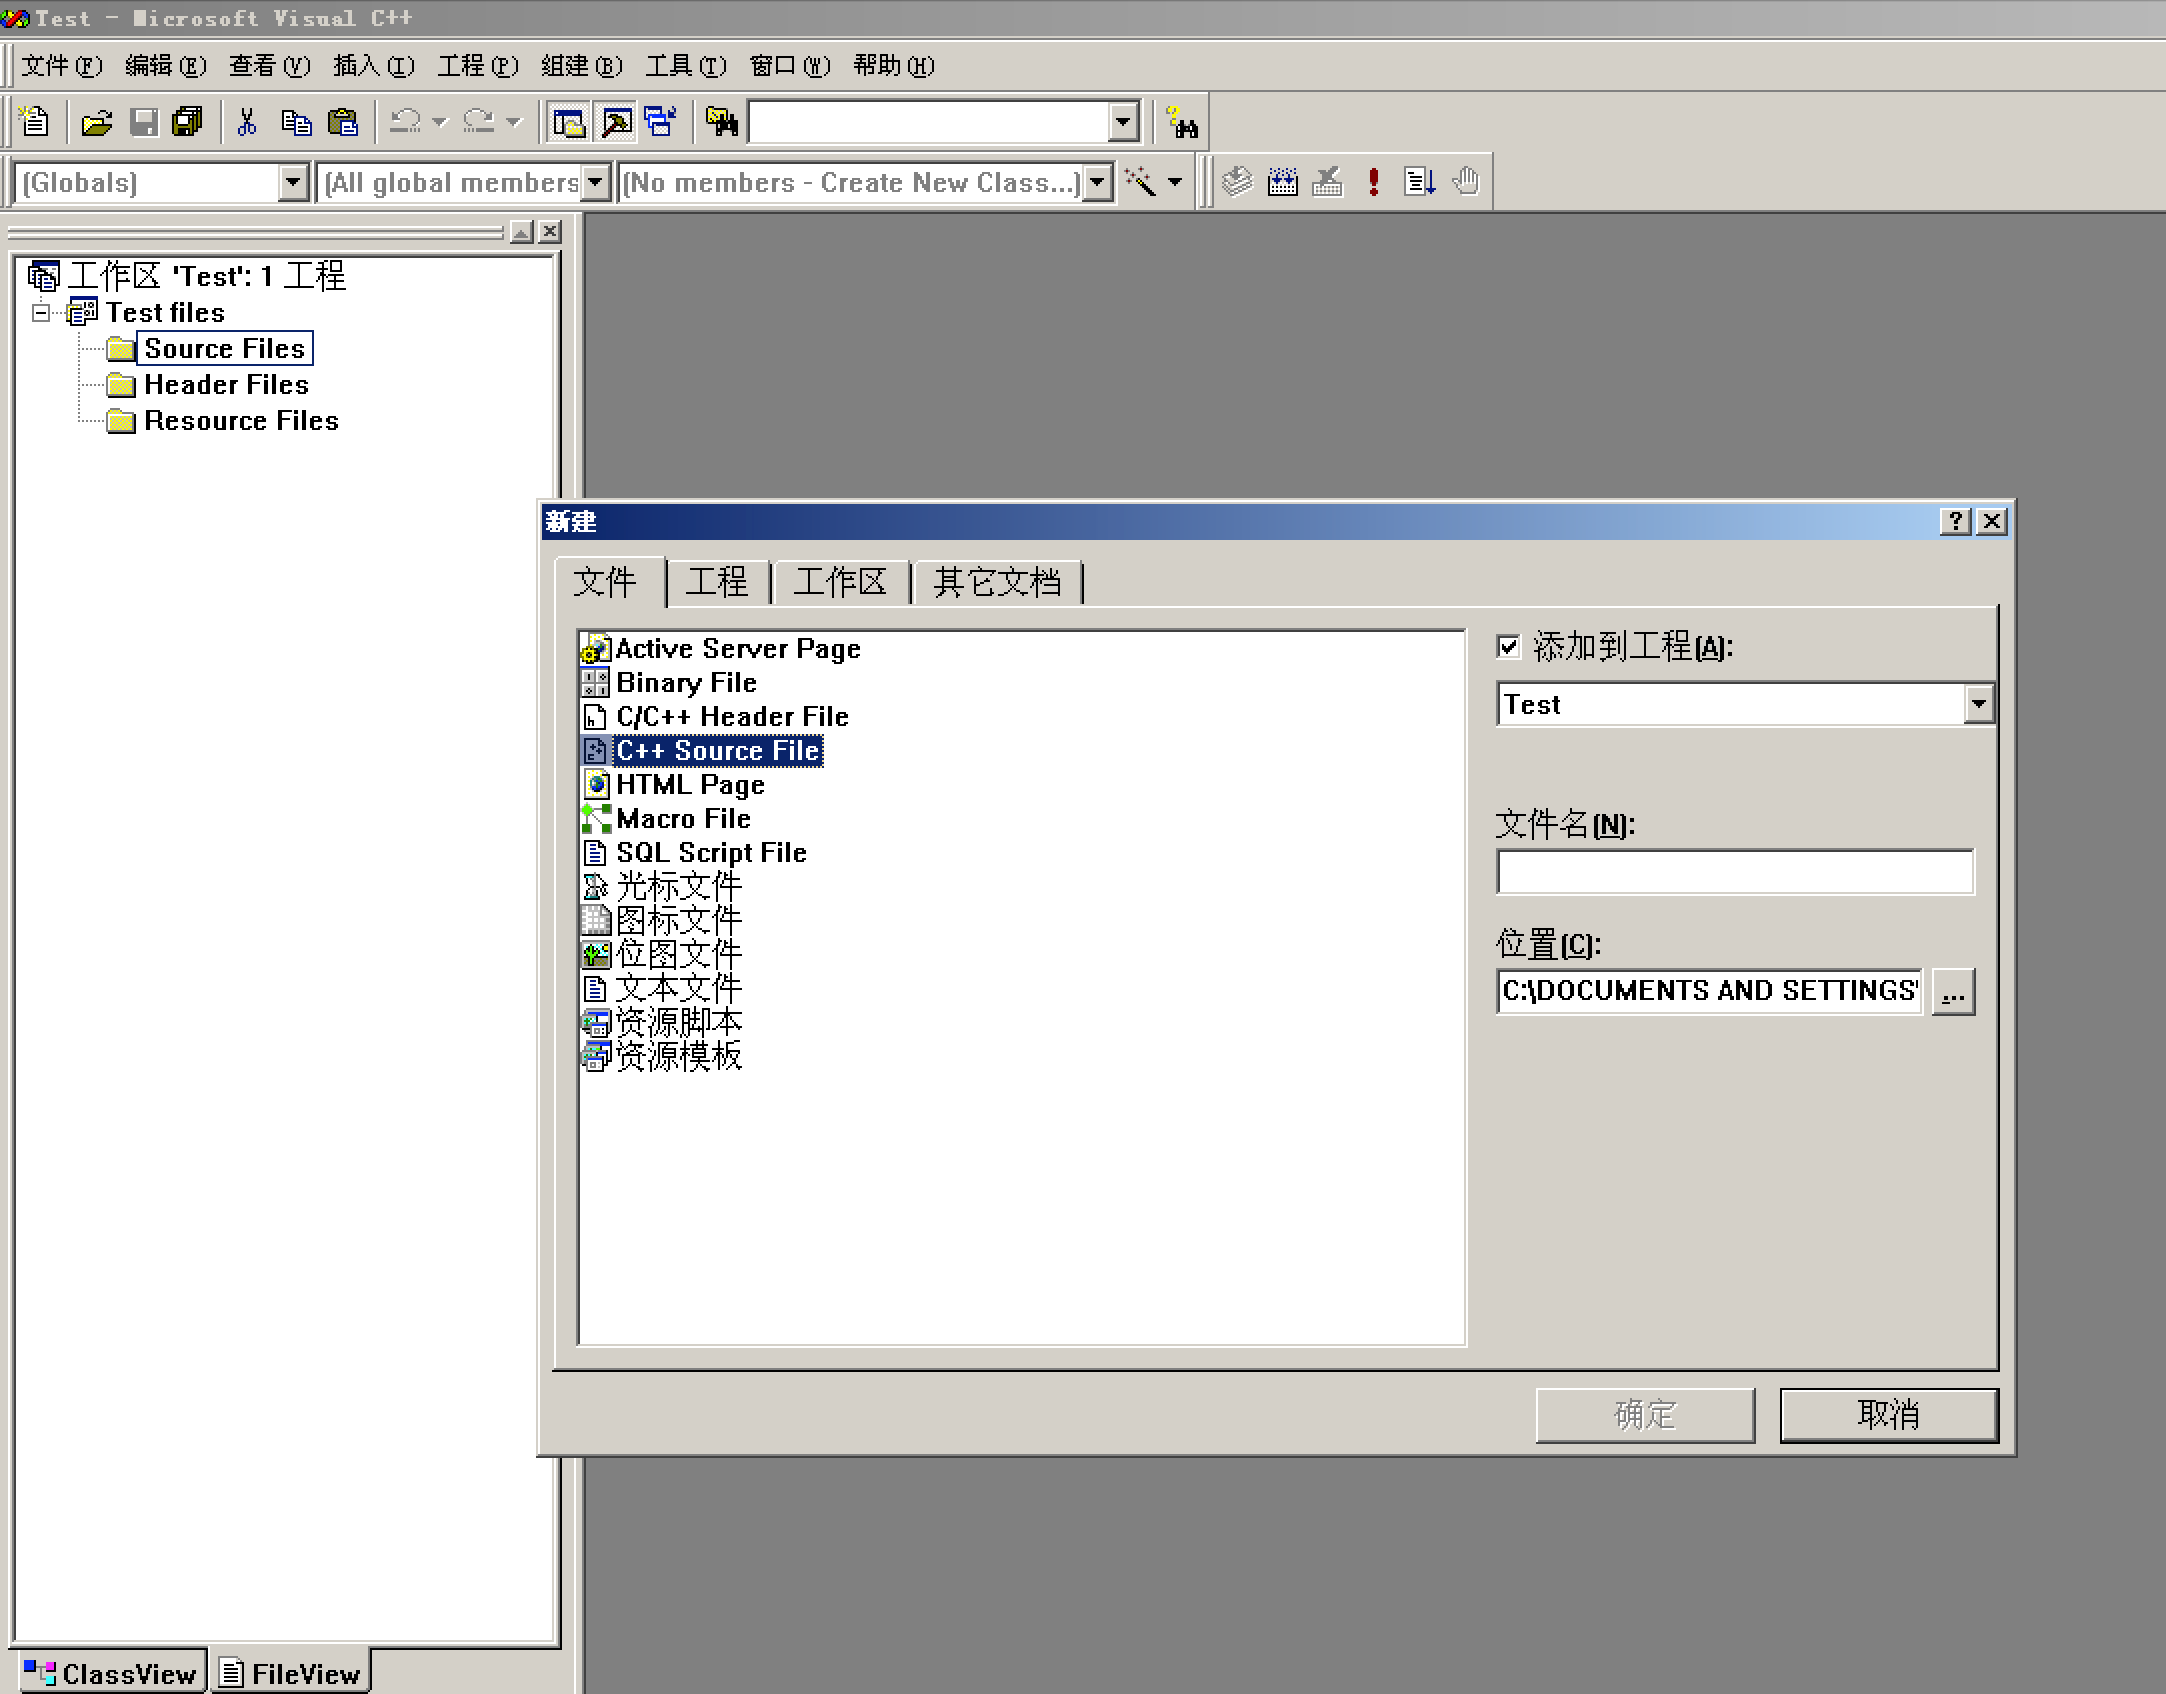 Test - Microsoft Visual C++
文件(F) 编辑(E) 查看(V) 插入(I) 工程(P) 组建(B) 工具(T) 窗口(W) 帮助(H)
(Globals) (All global members (No members - Create New Class...)
工作区 'Test': 1 工程
Test files
Source Files
Header Files
Resource Files
新建
文件 工程 工作区 其它文档
Active Server Page
Binary File
C/C++ Header File
C++ Source File
HTML Page
Macro File
SQL Script File
光标文件
图标文件
位图文件
文本文件
资源脚本
资源模板
添加到工程(A):
Test
文件名(N):
位置(C):
C:\DOCUMENTS AND SETTINGS
...
确定 取消
ClassView FileView